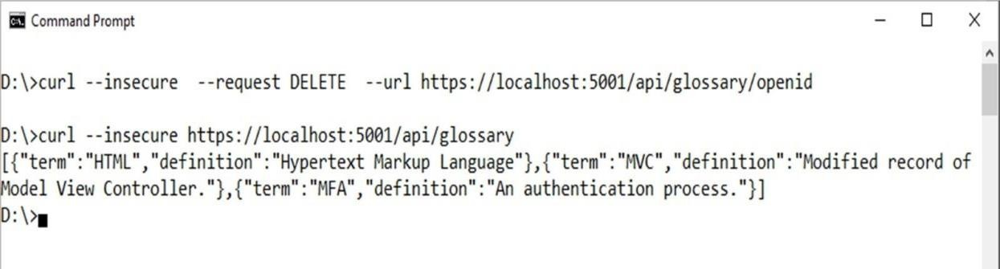 Command Prompt
D:\>curl --insecure  --request DELETE  --url https://localhost:5001/api/glossary/openid
D:\>curl --insecure https://localhost:5001/api/glossary
[{"term":"HTML","definition":"Hypertext Markup Language"},{"term":"MVC","definition":"Modified record of
Model View Controller."},{"term":"MFA","definition":"An authentication process."}]
D:\>